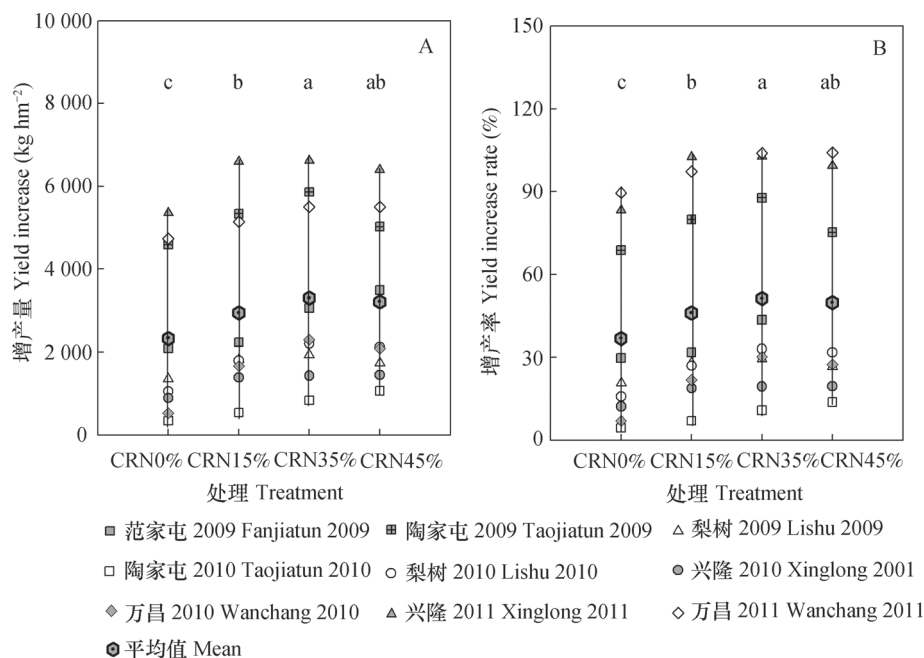 A
增产量 Yield increase (kg hm⁻²)
10 000
8 000
6 000
4 000
2 000
0
c b a ab
CRN0% CRN15% CRN35% CRN45%
处理 Treatment
B
增产率 Yield increase rate (%)
150
120
90
60
30
0
c b a ab
CRN0% CRN15% CRN35% CRN45%
处理 Treatment
范家屯 2009 Fanjiatun 2009 陶家屯 2009 Taojiatun 2009 梨树 2009 Lishu 2009
陶家屯 2010 Taojiatun 2010 梨树 2010 Lishu 2010 兴隆 2010 Xinglong 2001
万昌 2010 Wanchang 2010 兴隆 2011 Xinglong 2011 万昌 2011 Wanchang 2011
平均值 Mean